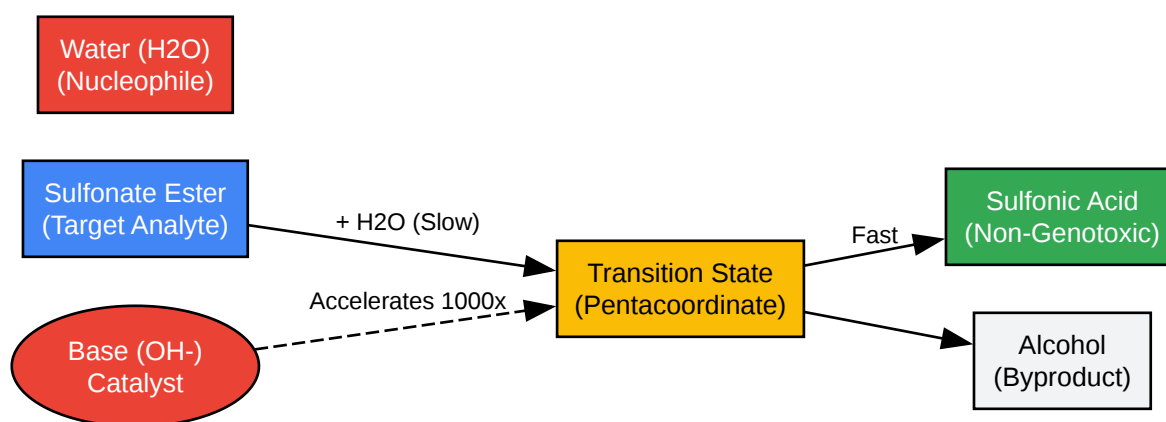 Water (H2O)
(Nucleophile)
Sulfonate Ester
(Target Analyte)
+ H2O (Slow)
Base (OH-)
Catalyst
Accelerates 1000x
Transition State
(Pentacoordinate)
Fast
Sulfonic Acid
(Non-Genotoxic)
Alcohol
(Byproduct)